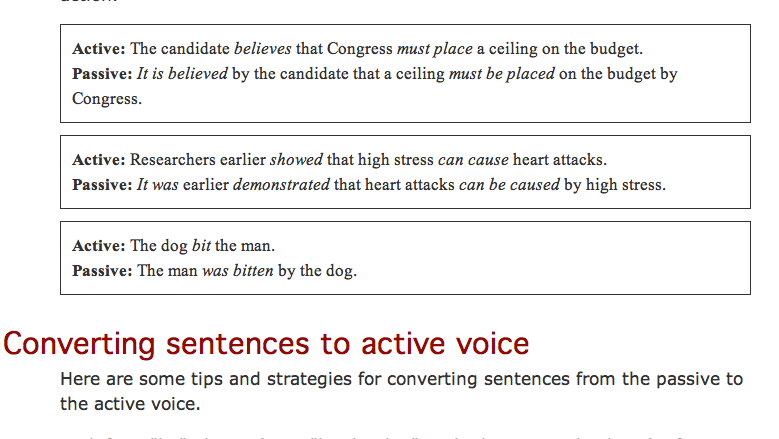 Active: The candidate believes that Congress must place a ceiling on the budget.
Passive: It is believed by the candidate that a ceiling must be placed on the budget by
Congress.
Active: Researchers earlier showed that high stress can cause heart attacks.
Passive: It was earlier demonstrated that heart attacks can be caused by high stress.
Active: The dog bit the man.
Passive: The man was bitten by the dog.
Converting sentences to active voice
Here are some tips and strategies for converting sentences from the passive to
the active voice.